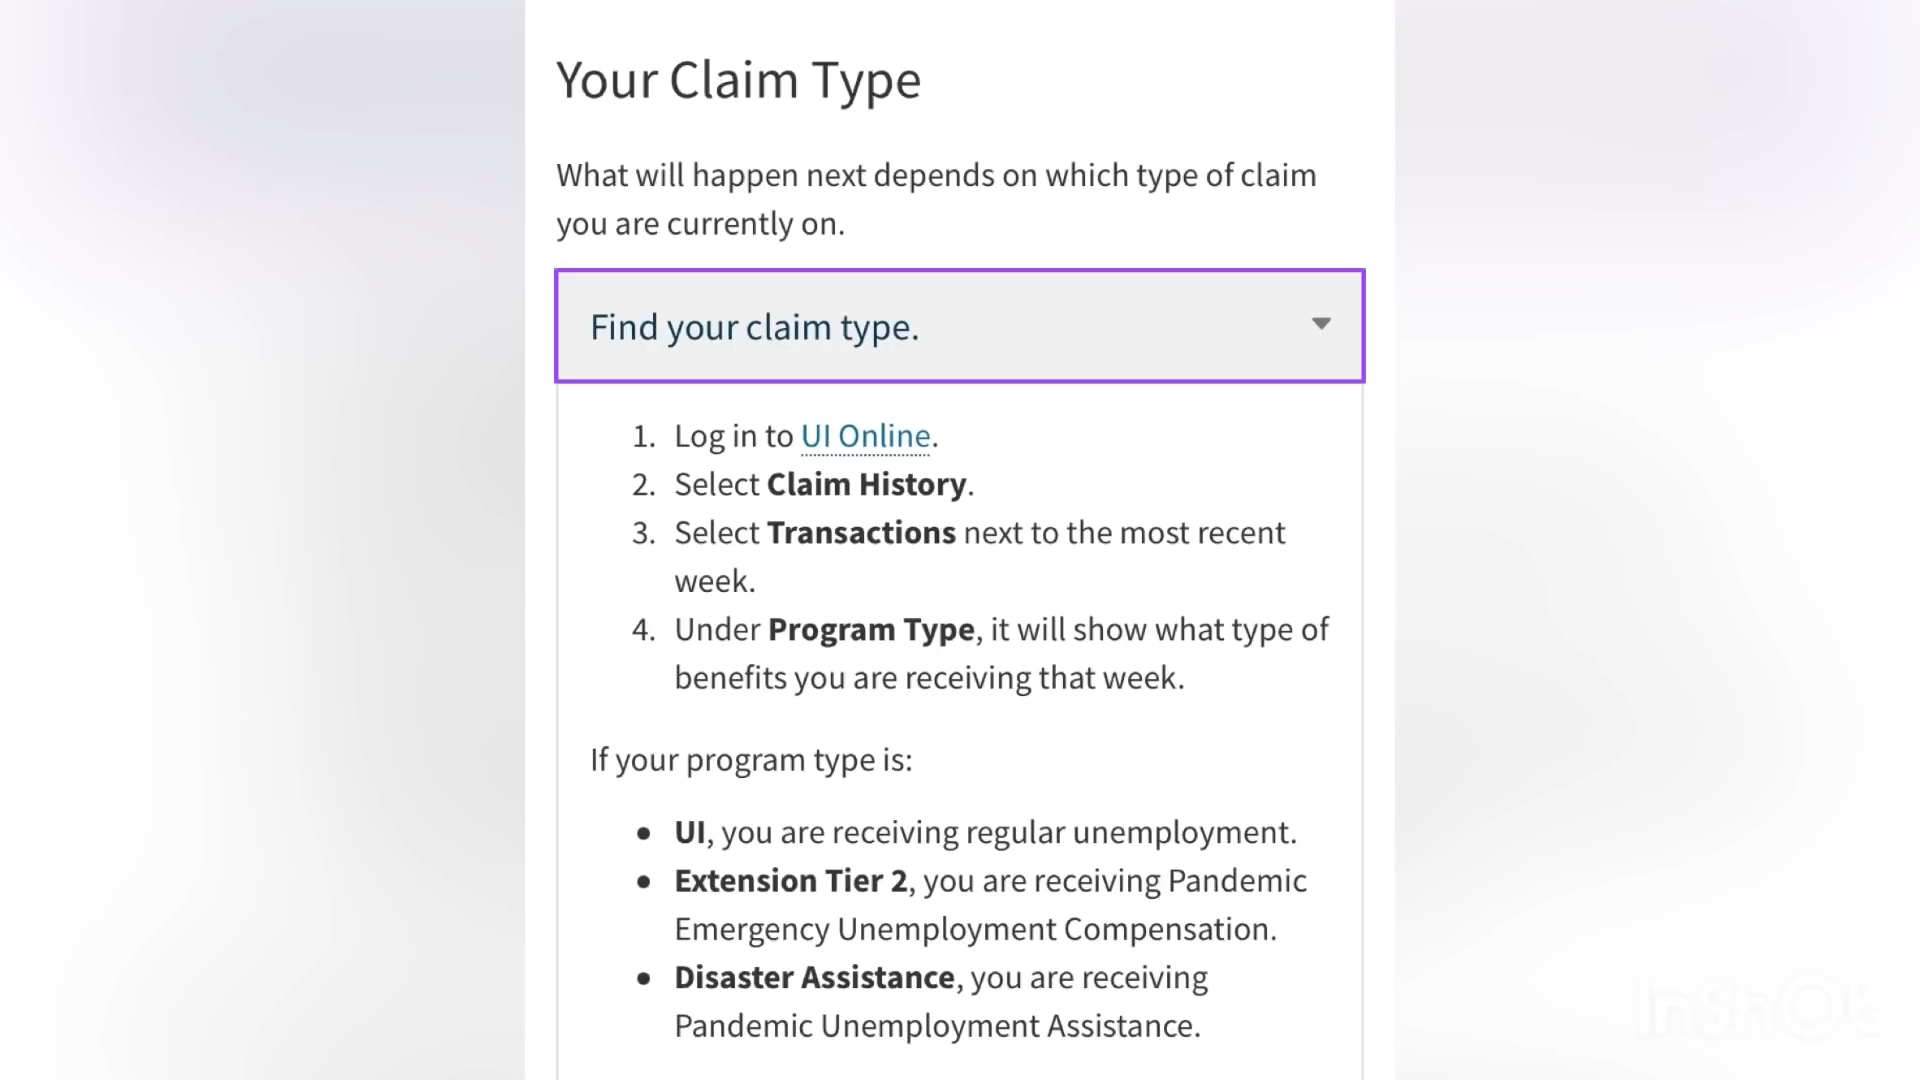 Your Claim Type
What will happen next depends on which type of claim
you are currently on.
Find your claim type.
1. Log in to UI Online.
2. Select Claim History.
3. Select Transactions next to the most recent
week.
4. Under Program Type, it will show what type of
benefits you are receiving that week.
If your program type is:
• UI, you are receiving regular unemployment.
• Extension Tier 2, you are receiving Pandemic
Emergency Unemployment Compensation.
• Disaster Assistance, you are receiving
Pandemic Unemployment Assistance.
InShOt